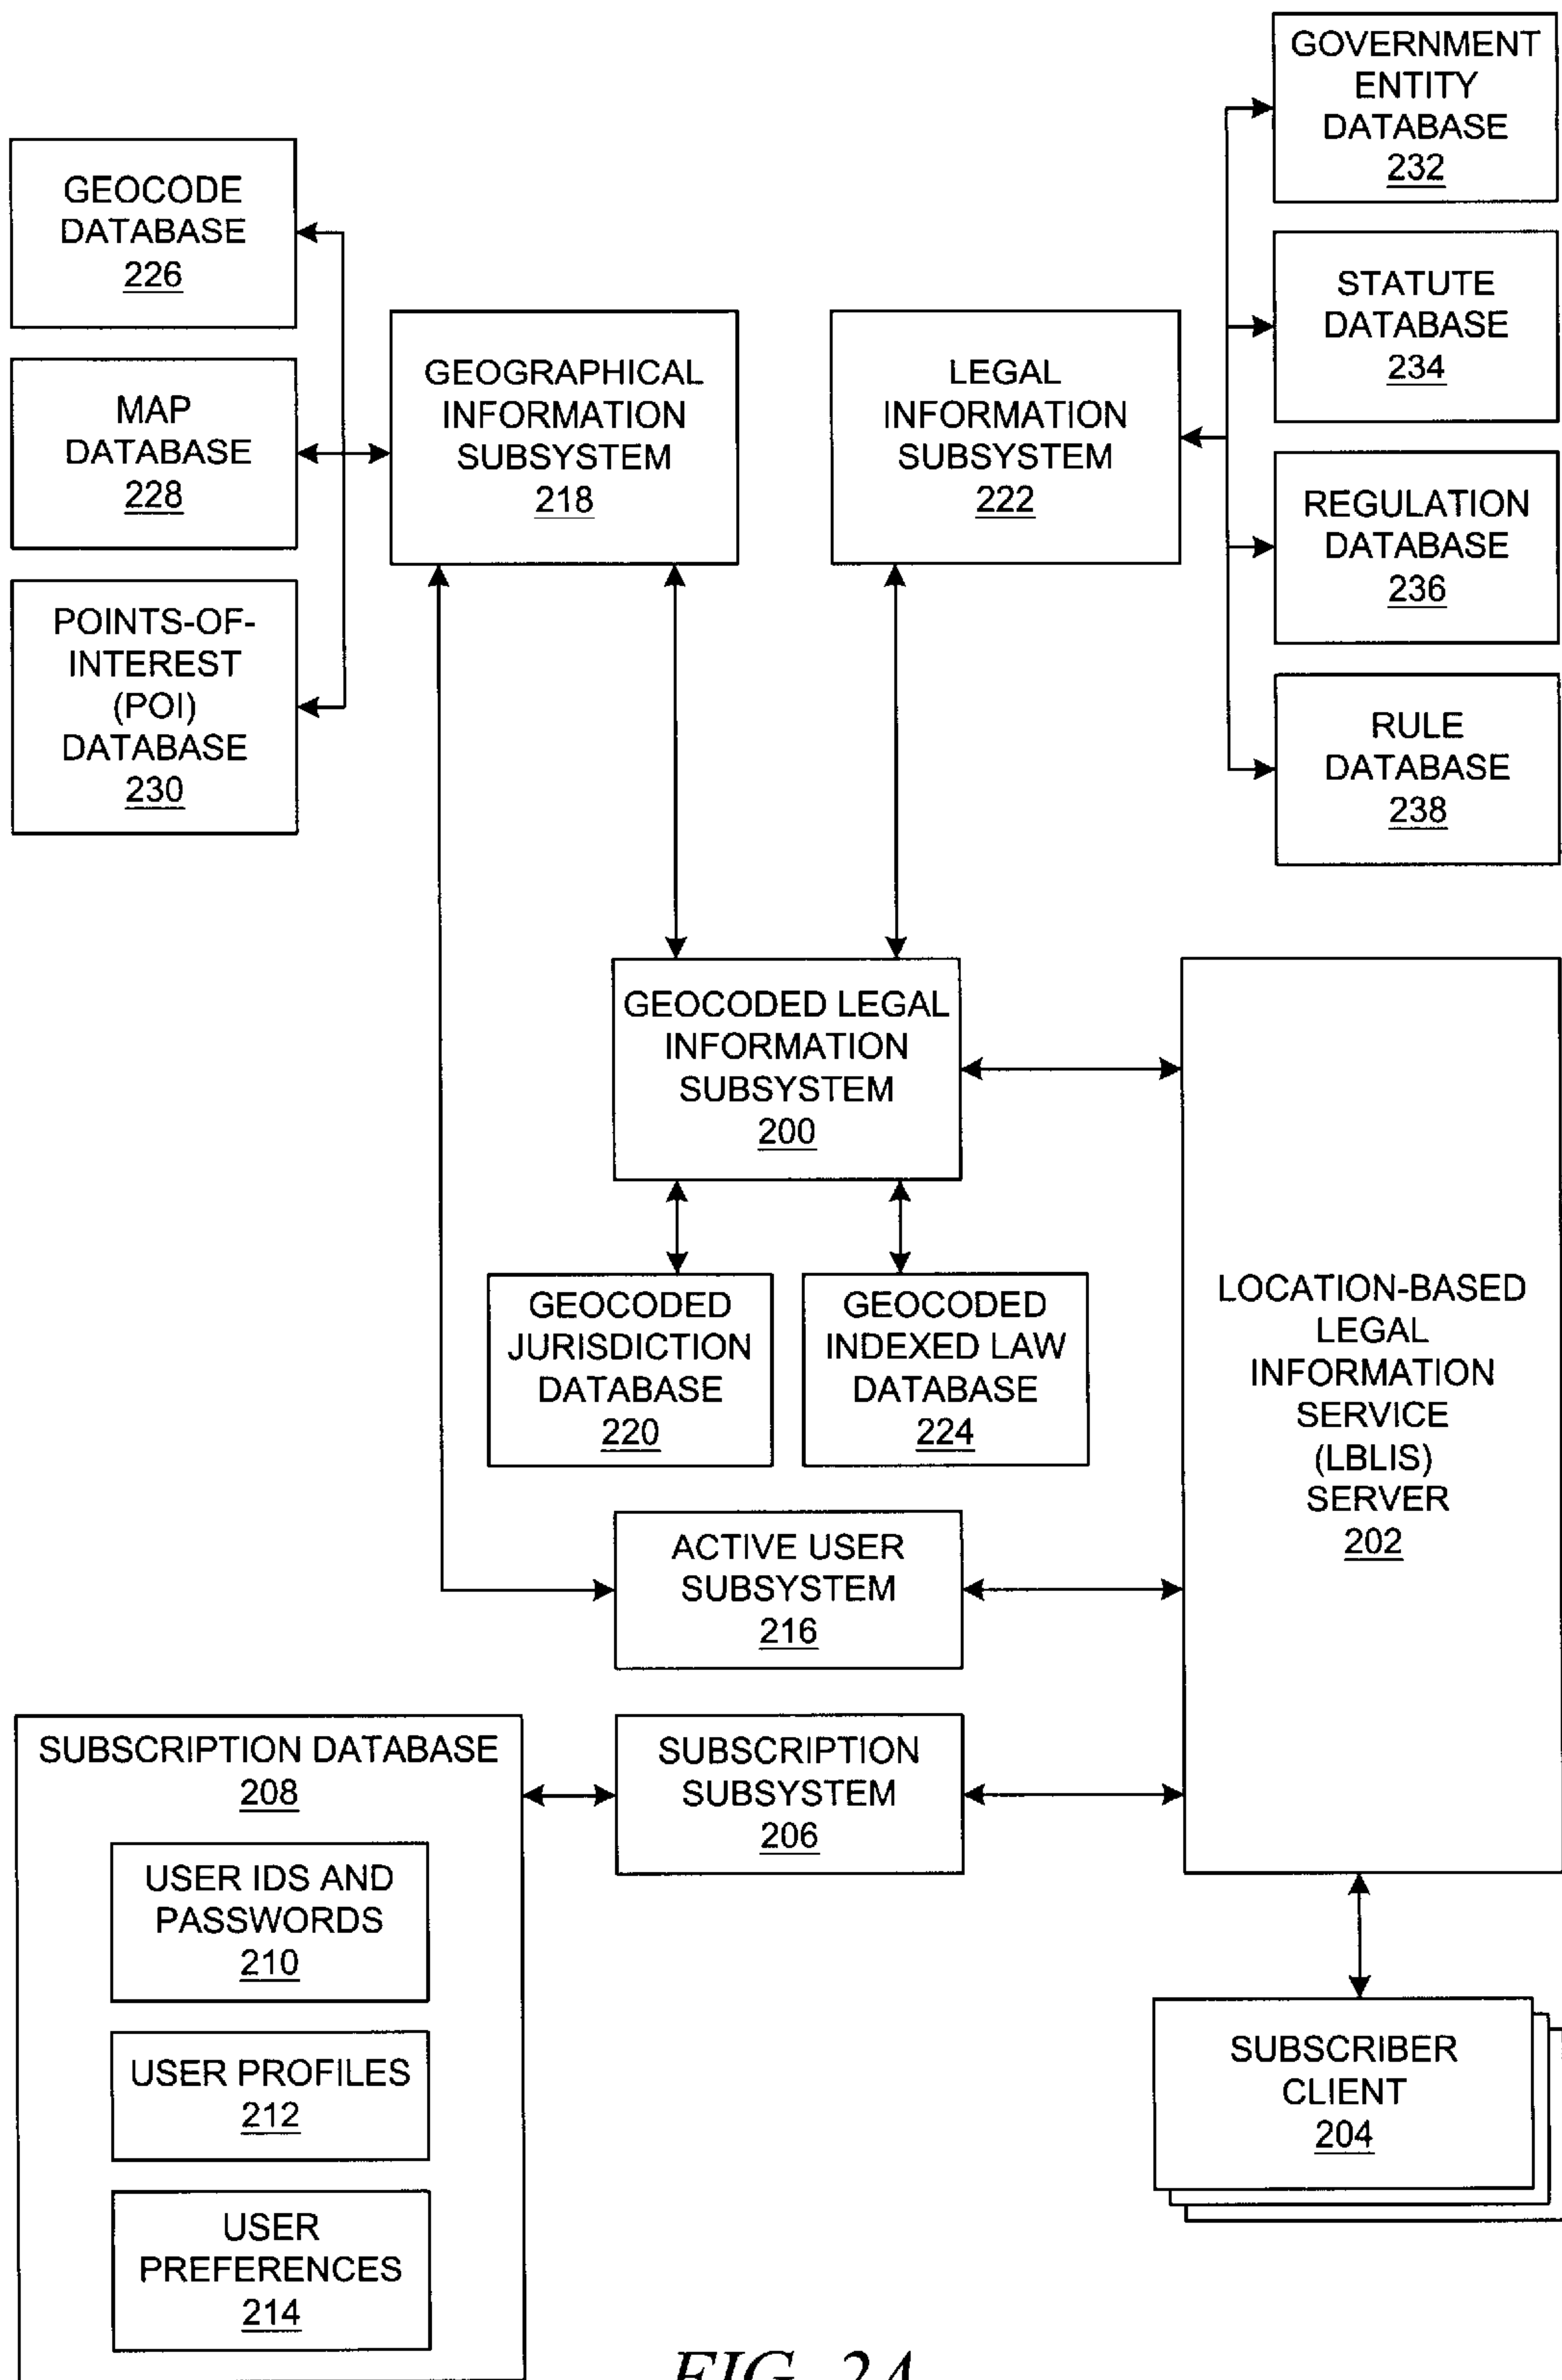 GOVERNMENT
ENTITY
DATABASE
232
GEOCODE
DATABASE
226
STATUTE
DATABASE
234
GEOGRAPHICAL
INFORMATION
SUBSYSTEM
218
LEGAL
INFORMATION
SUBSYSTEM
222
MAP
DATABASE
228
REGULATION
DATABASE
236
POINTS-OF-
INTEREST
(POI)
DATABASE
230
RULE
DATABASE
238
GEOCODED LEGAL
INFORMATION
SUBSYSTEM
200
GEOCODED
JURISDICTION
DATABASE
220
GEOCODED
INDEXED LAW
DATABASE
224
LOCATION-BASED
LEGAL
INFORMATION
SERVICE
(LBLIS)
SERVER
202
ACTIVE USER
SUBSYSTEM
216
SUBSCRIPTION DATABASE
208
SUBSCRIPTION
SUBSYSTEM
206
USER IDS AND
PASSWORDS
210
USER PROFILES
212
USER
PREFERENCES
214
SUBSCRIBER
CLIENT
204
FIG. 2A